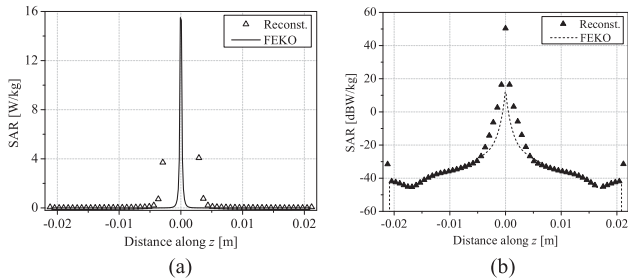 (a)
Reconst.
FEKO
SAR [W/kg]
16
12
8
4
0
-0.02
-0.01
0.00
0.01
0.02
Distance along z [m]
(a)
(b)
Reconst.
FEKO
SAR [dBW/kg]
60
40
20
0
-20
-40
-60
-0.02
-0.01
0.00
0.01
0.02
Distance along z [m]
(b)